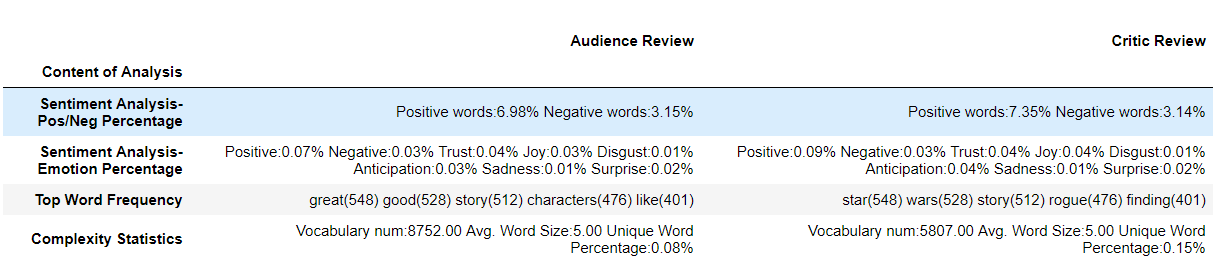 Audience Review Critic Review
Content of Analysis
Sentiment Analysis-
Pos/Neg Percentage
Positive words:6.98% Negative words:3.15%
Positive words:7.35% Negative words:3.14%
Sentiment Analysis-
Emotion Percentage
Positive:0.07% Negative:0.03% Trust:0.04% Joy:0.03% Disgust:0.01%
Anticipation:0.03% Sadness:0.01% Surprise:0.02%
Positive:0.09% Negative:0.03% Trust:0.04% Joy:0.04% Disgust:0.01%
Anticipation:0.04% Sadness:0.01% Surprise:0.02%
Top Word Frequency
great(548) good(528) story(512) characters(476) like(401)
star(548) wars(528) story(512) rogue(476) finding(401)
Complexity Statistics
Vocabulary num:8752.00 Avg. Word Size:5.00 Unique Word
Percentage:0.08%
Vocabulary num:5807.00 Avg. Word Size:5.00 Unique Word
Percentage:0.15%